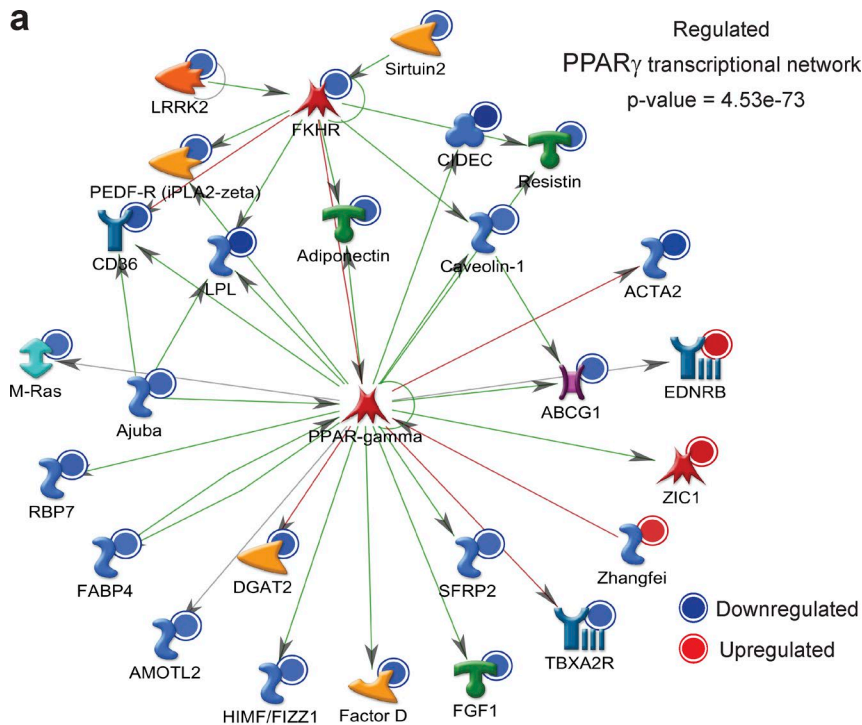 a
Regulated
PPARγ transcriptional network
p-value = 4.53e-73
Sirtuin2
LRRK2
FKHR
CIDEC
Resistin
PEDF-R (iPLA2-zeta)
CD36
LPL
Adiponectin
Caveolin-1
ACTA2
M-Ras
Ajuba
PPAR-gamma
ABCG1
EDNRB
RBP7
ZIC1
FABP4
DGAT2
SFRP2
Zhangfei
AMOTL2
TBXA2R
HIMF/FIZZ1
Factor D
FGF1
Downregulated
Upregulated